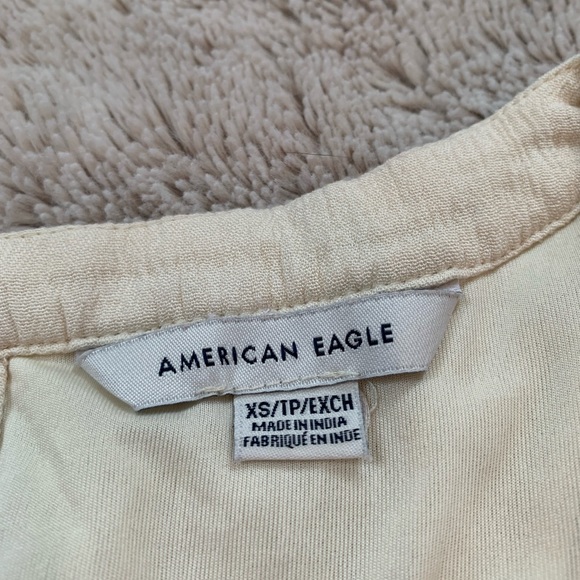 AMERICAN EAGLE
XS/TP/EXCH
MADE IN INDIA
FABRIQUÉ EN INDE